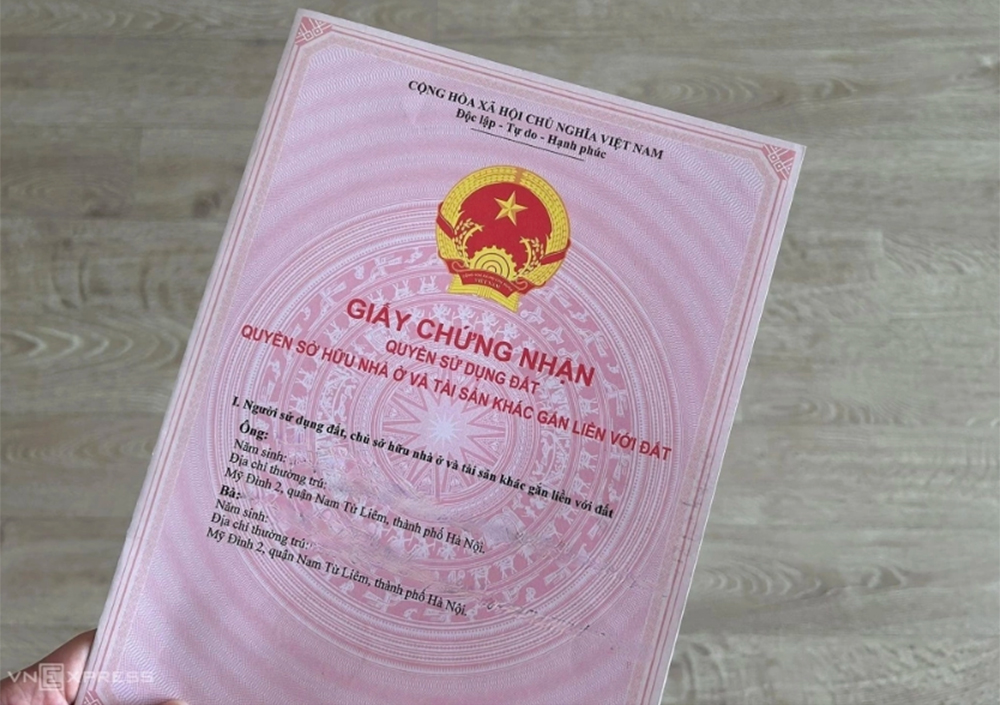 CỘNG HÒA XÃ HỘI CHỦ NGHĨA VIỆT NAM
Độc lập - Tự do - Hạnh phúc
GIẤY CHỨNG NHẬN
QUYỀN SỬ DỤNG ĐẤT
QUYỀN SỞ HỮU NHÀ Ở VÀ TÀI SẢN KHÁC GẮN LIỀN VỚI ĐẤT
I. Người sử dụng đất, chủ sở hữu nhà ở và tài sản khác gắn liền với đất
Ông:
Năm sinh:
Địa chỉ thường trú:
Mỹ Đình 2, quận Nam Từ Liêm, thành phố Hà Nội.
Bà:
Năm sinh:
Địa chỉ thường trú:
Mỹ Đình 2, quận Nam Từ Liêm, thành phố Hà Nội.
VNEXPRESS